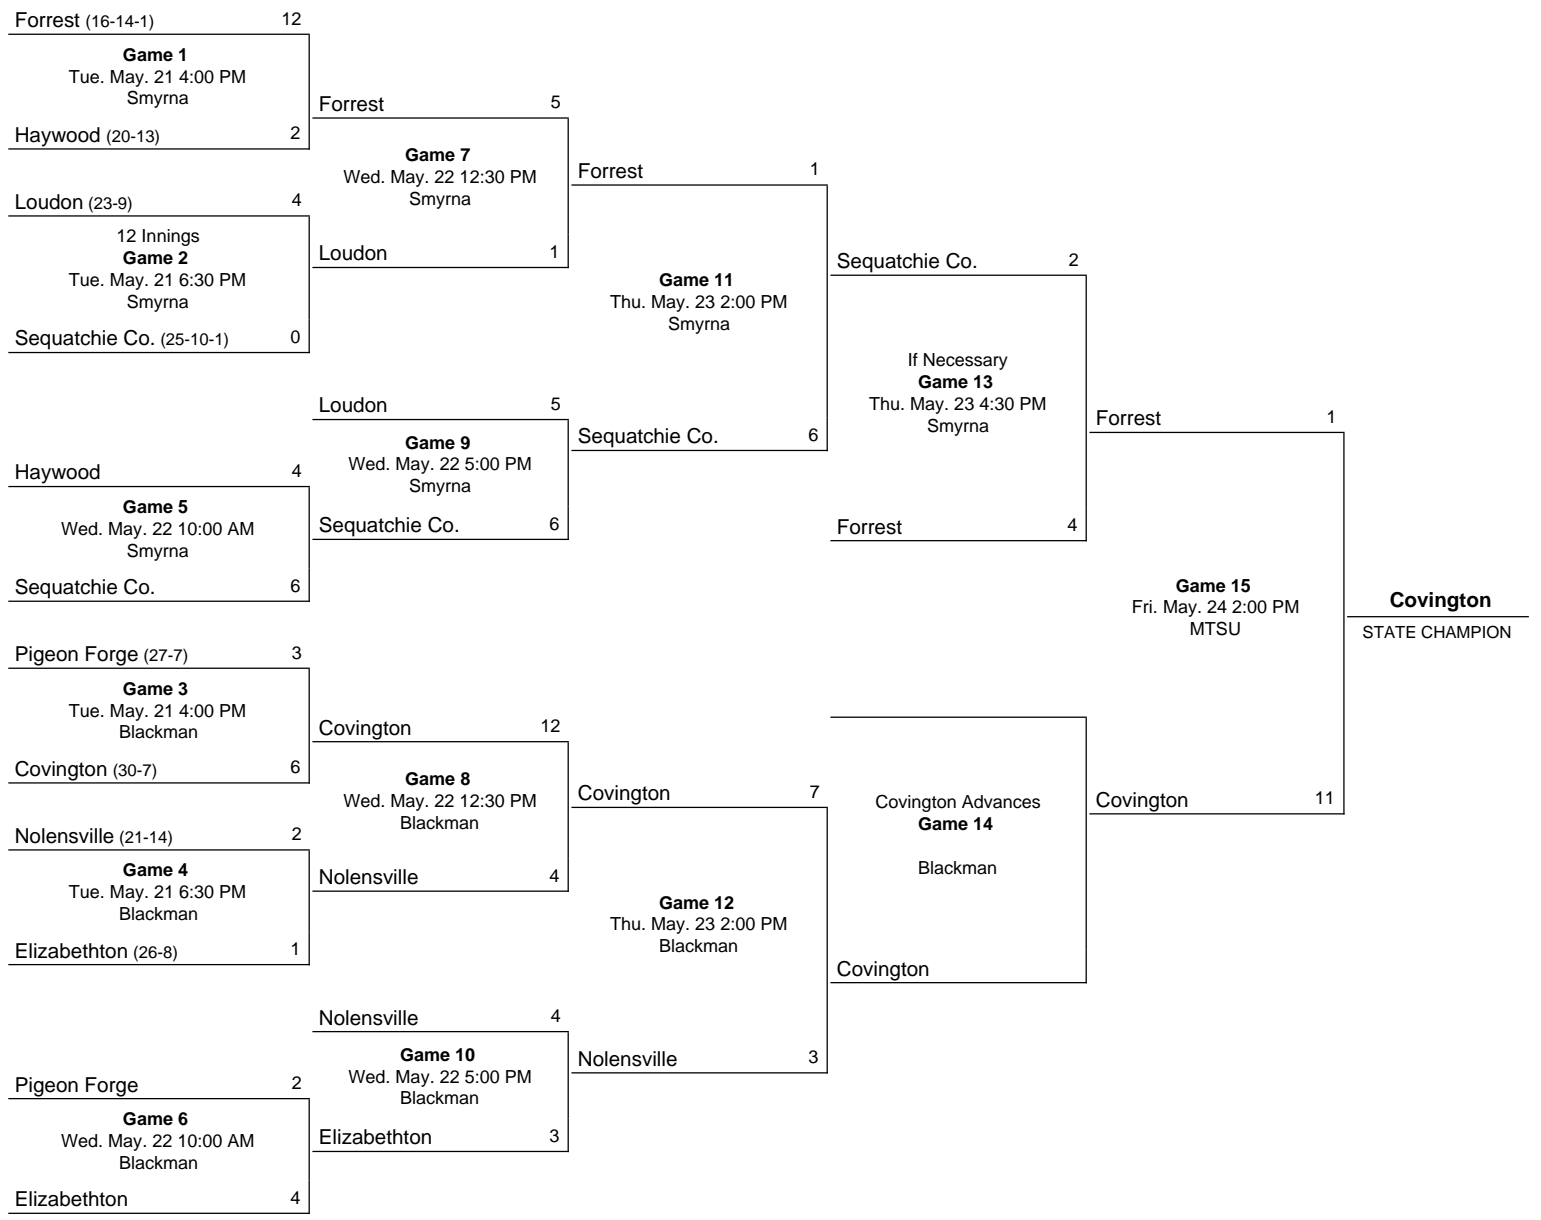 Forrest (16-14-1) 12
Game 1
Tue. May. 21 4:00 PM
Smyrna
Haywood (20-13) 2
Loudon (23-9) 4
12 Innings
Game 2
Tue. May. 21 6:30 PM
Smyrna
Sequatchie Co. (25-10-1) 0
Haywood 4
Game 5
Wed. May. 22 10:00 AM
Smyrna
Sequatchie Co. 6
Pigeon Forge (27-7) 3
Game 3
Tue. May. 21 4:00 PM
Blackman
Covington (30-7) 6
Nolensville (21-14) 2
Game 4
Tue. May. 21 6:30 PM
Blackman
Elizabethton (26-8) 1
Pigeon Forge 2
Game 6
Wed. May. 22 10:00 AM
Blackman
Elizabethton 4
Forrest 5
Game 7
Wed. May. 22 12:30 PM
Smyrna
Loudon 1
Loudon 5
Game 9
Wed. May. 22 5:00 PM
Smyrna
Sequatchie Co. 6
Covington 12
Game 8
Wed. May. 22 12:30 PM
Blackman
Nolensville 4
Nolensville 4
Game 10
Wed. May. 22 5:00 PM
Blackman
Elizabethton 3
Forrest 1
Game 11
Thu. May. 23 2:00 PM
Smyrna
Sequatchie Co. 6
Covington 7
Game 12
Thu. May. 23 2:00 PM
Blackman
Nolensville 3
Sequatchie Co. 2
If Necessary
Game 13
Thu. May. 23 4:30 PM
Smyrna
Forrest 4
Covington Advances
Game 14
Blackman
Covington
Forrest 1
Game 15
Fri. May. 24 2:00 PM
MTSU
Covington 11
Covington
STATE CHAMPION